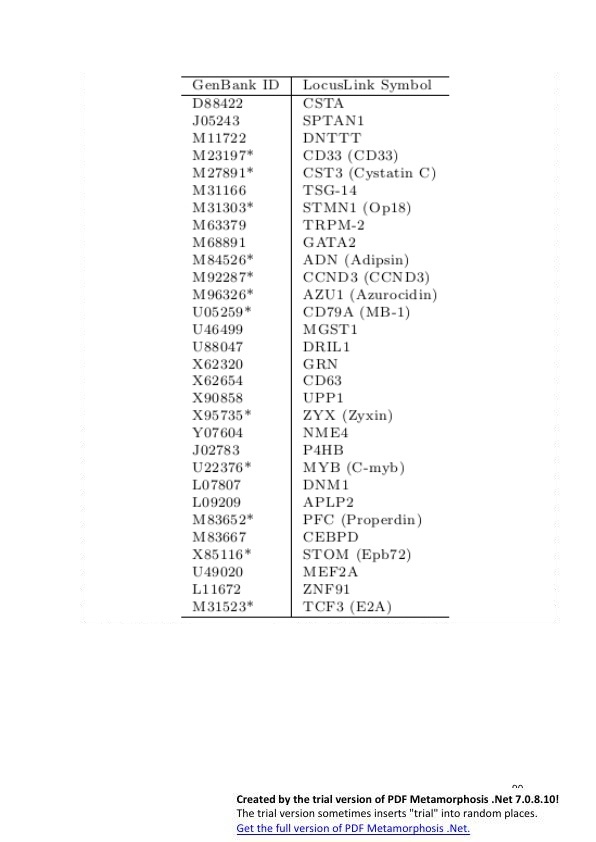 GenBank ID LocusLink Symbol
D88422 CSTA
J05243 SPTAN1
M11722 DNTTT
M23197* CD33 (CD33)
M27891* CST3 (Cystatin C)
M31166 TSG-14
M31303* STMN1 (Op18)
M63379 TRPM-2
M68891 GATA2
M84526* ADN (Adipsin)
M92287* CCND3 (CCND3)
M96326* AZU1 (Azurocidin)
U05259* CD79A (MB-1)
U46499 MGST1
U88047 DRIL1
X62320 GRN
X62654 CD63
X90858 UPP1
X95735* ZYX (Zyxin)
Y07604 NME4
J02783 P4HB
U22376* MYB (C-myb)
L07807 DNM1
L09209 APLP2
M83652* PFC (Properdin)
M83667 CEBPD
X85116* STOM (Epb72)
U49020 MEF2A
L11672 ZNF91
M31523* TCF3 (E2A)
Created by the trial version of PDF Metamorphosis .Net 7.0.8.10!
The trial version sometimes inserts "trial" into random places.
Get the full version of PDF Metamorphosis .Net.